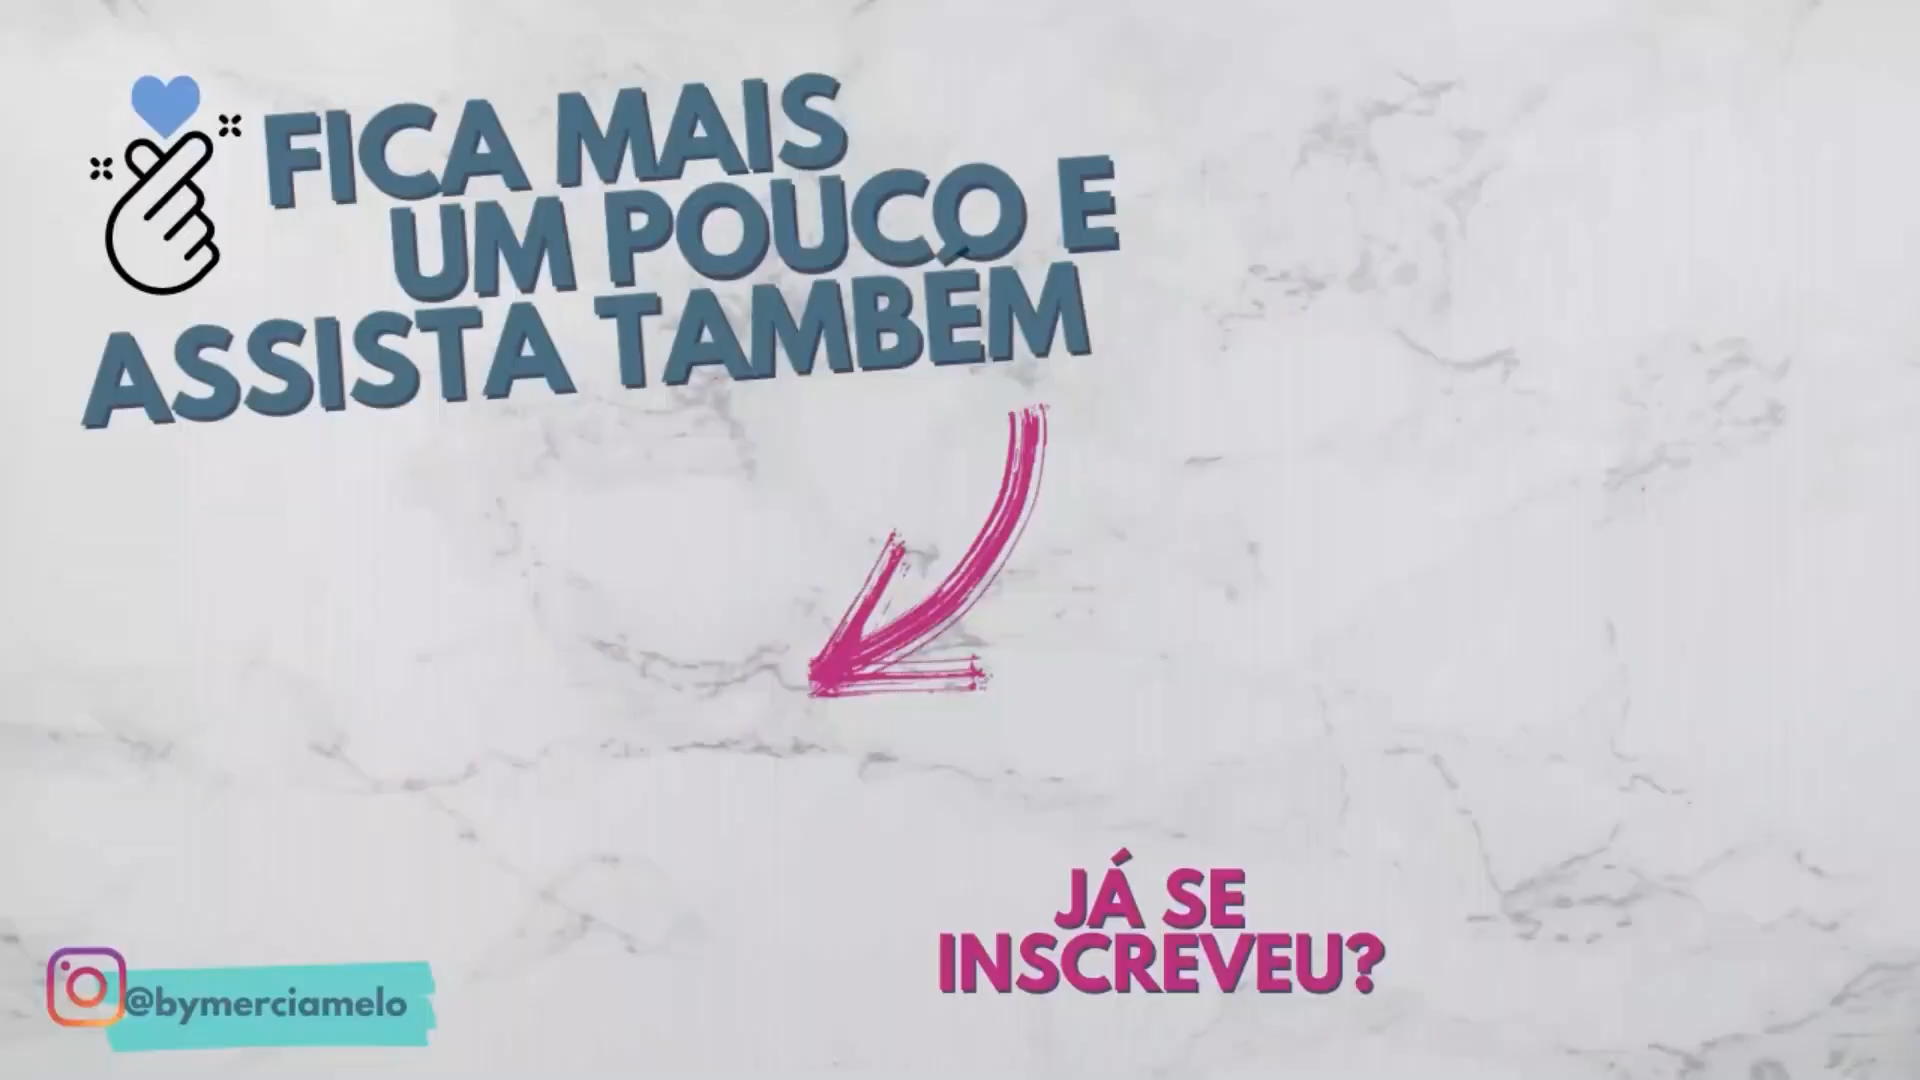 FICA MAIS
UM POUCO E
ASSISTA TAMBÉM
JÁ SE
INSCREVEU?
@bymerciamelo